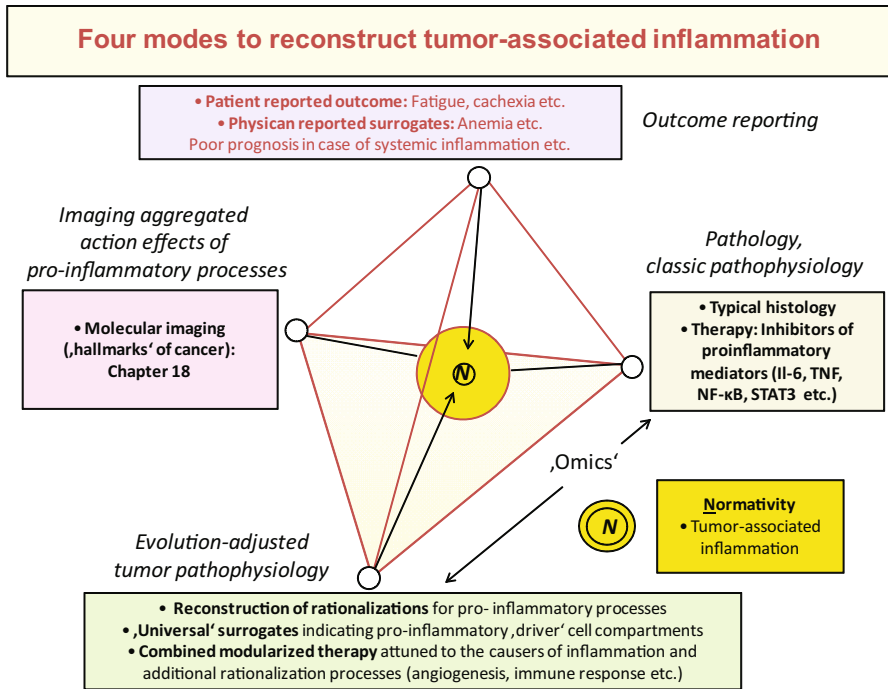 Four modes to reconstruct tumor-associated inflammation
• Patient reported outcome: Fatigue, cachexia etc.
• Physican reported surrogates: Anemia etc.
Poor prognosis in case of systemic inflammation etc.
Outcome reporting
Imaging aggregated
action effects of
pro-inflammatory processes
Pathology,
classic pathophysiology
• Molecular imaging
(‚hallmarks‘ of cancer):
Chapter 18
• Typical histology
• Therapy: Inhibitors of
proinflammatory
mediators (Il-6, TNF,
NF-κB, STAT3 etc.)
N
‚Omics‘
N
Normativity
• Tumor-associated
inflammation
Evolution-adjusted
tumor pathophysiology
• Reconstruction of rationalizations for pro- inflammatory processes
• ‚Universal‘ surrogates indicating pro-inflammatory ‚driver‘ cell compartments
• Combined modularized therapy attuned to the causers of inflammation and
additional rationalization processes (angiogenesis, immune response etc.)